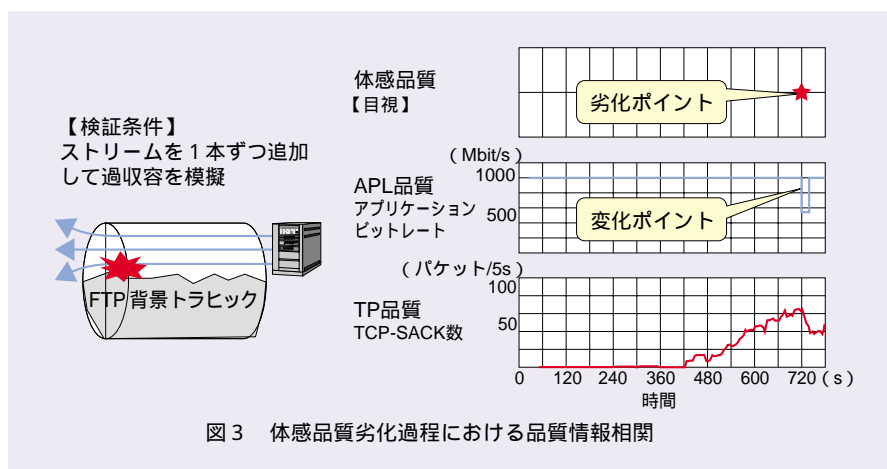 【検証条件】
ストリームを1本ずつ追加
して過収容を模擬
FTP背景トラヒック
体感品質
【目視】
劣化ポイント
(Mbit/s)
APL品質
アプリケーション
ビットレート
1000
500
変化ポイント
(パケット/5s)
TP品質
TCP-SACK数
100
50
0 120 240 360 480 600 720 (s)
時間
図3 体感品質劣化過程における品質情報相関